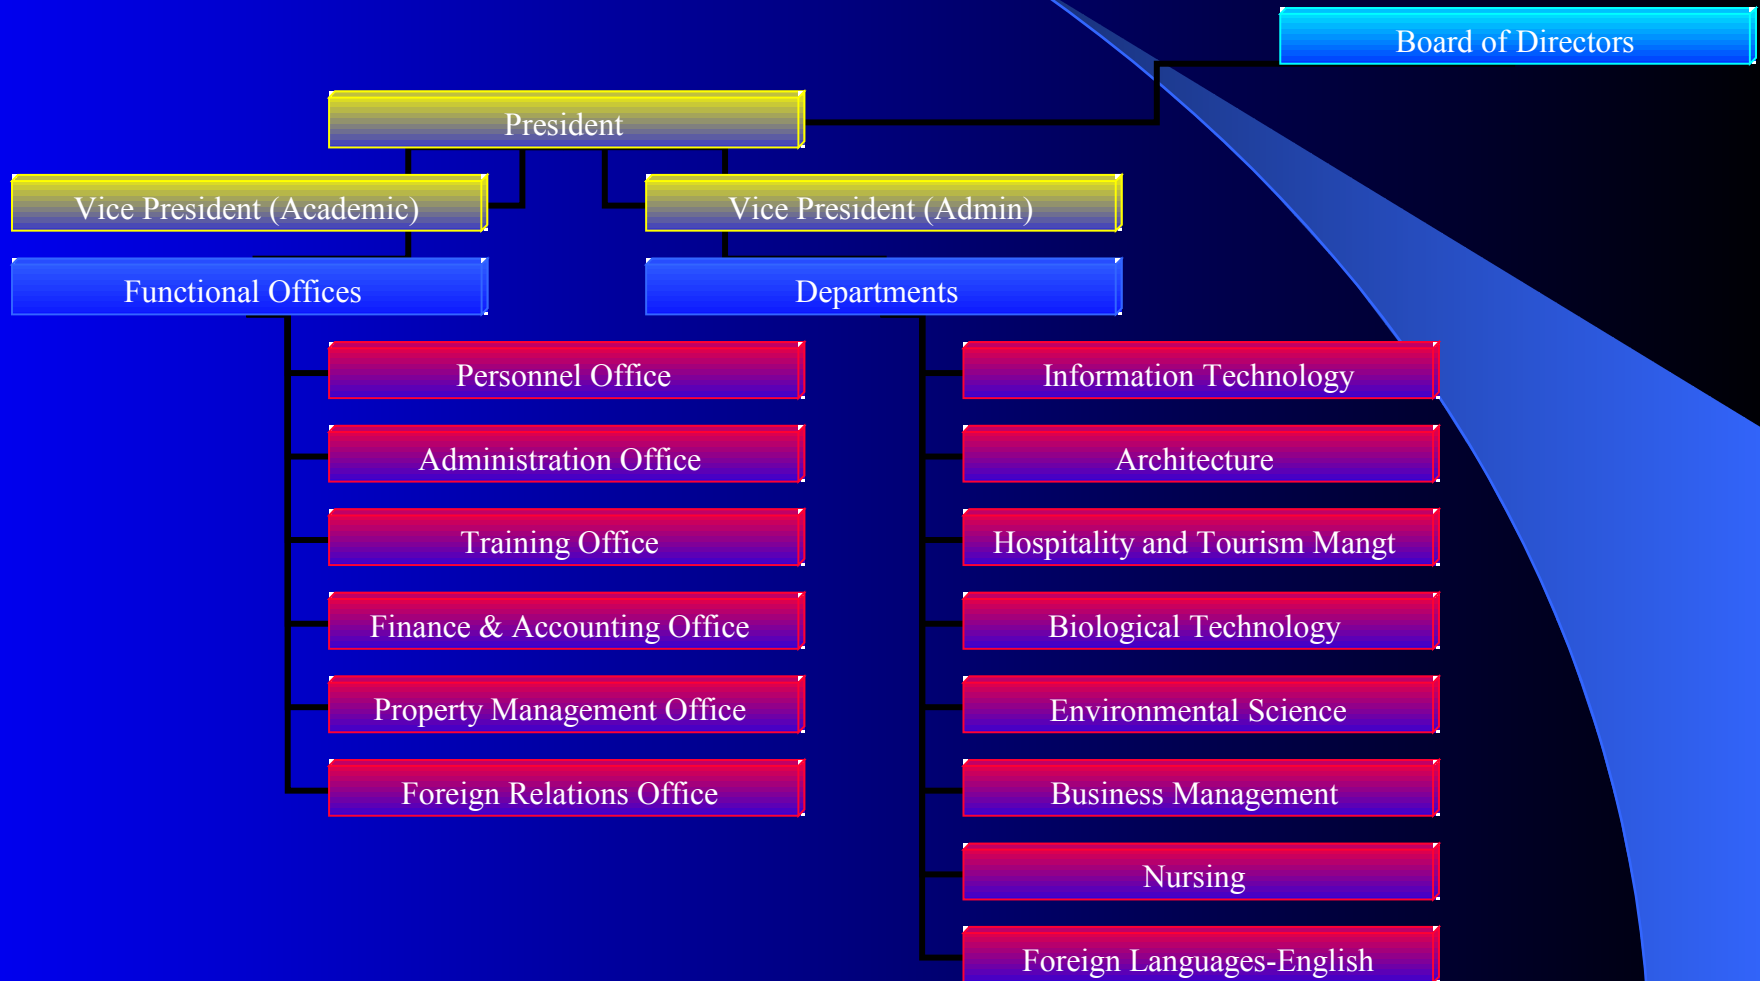 Board of Directors
President
Vice President (Academic)
Vice President (Admin)
Functional Offices
Departments
Personnel Office
Administration Office
Training Office
Finance & Accounting Office
Property Management Office
Foreign Relations Office
Information Technology
Architecture
Hospitality and Tourism Mangt
Biological Technology
Environmental Science
Business Management
Nursing
Foreign Languages-English